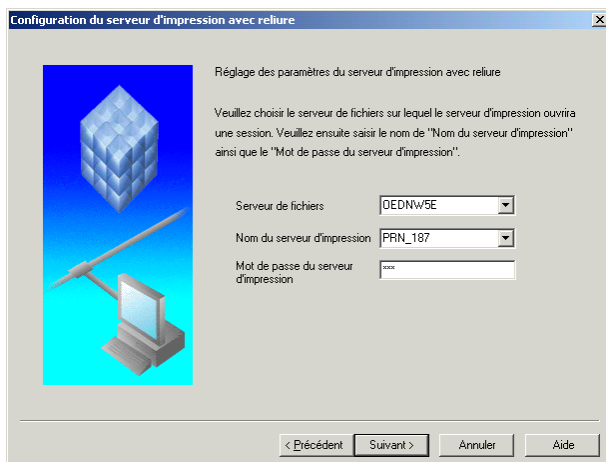 Configuration du serveur d'impression avec reliure
Réglage des paramètres du serveur d'impression avec reliure
Veuillez choisir le serveur de fichiers sur lequel le serveur d'impression ouvrira
une session. Veuillez ensuite saisir le nom de "Nom du serveur d'impression"
ainsi que le "Mot de passe du serveur d'impression".
Serveur de fichiers OEDNW5E
Nom du serveur d'impression PRN_187
Mot de passe du serveur
d'impression
xxx
< Précédent Suivant > Annuler Aide